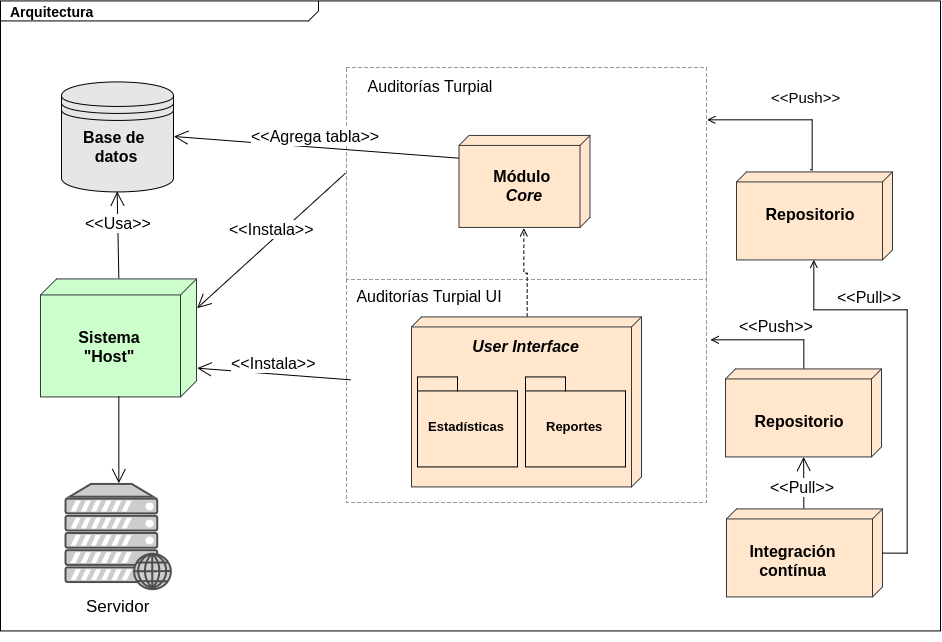 Arquitectura
Auditorías Turpial
<<Push>>
Base de
datos
<<Agrega tabla>>
Módulo
Core
Repositorio
<<Usa>>
<<Instala>>
Auditorías Turpial UI
<<Pull>>
Sistema
"Host"
User Interface
<<Push>>
<<Instala>>
Estadísticas
Reportes
Repositorio
<<Pull>>
Integración
contínua
Servidor